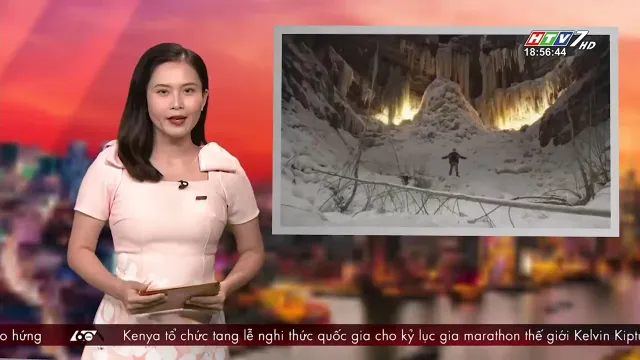 HTV7 HD
18:56:44
o hứng 60 Kenya tổ chức tang lễ nghi thức quốc gia cho kỷ lục gia marathon thế giới Kelvin Kipt